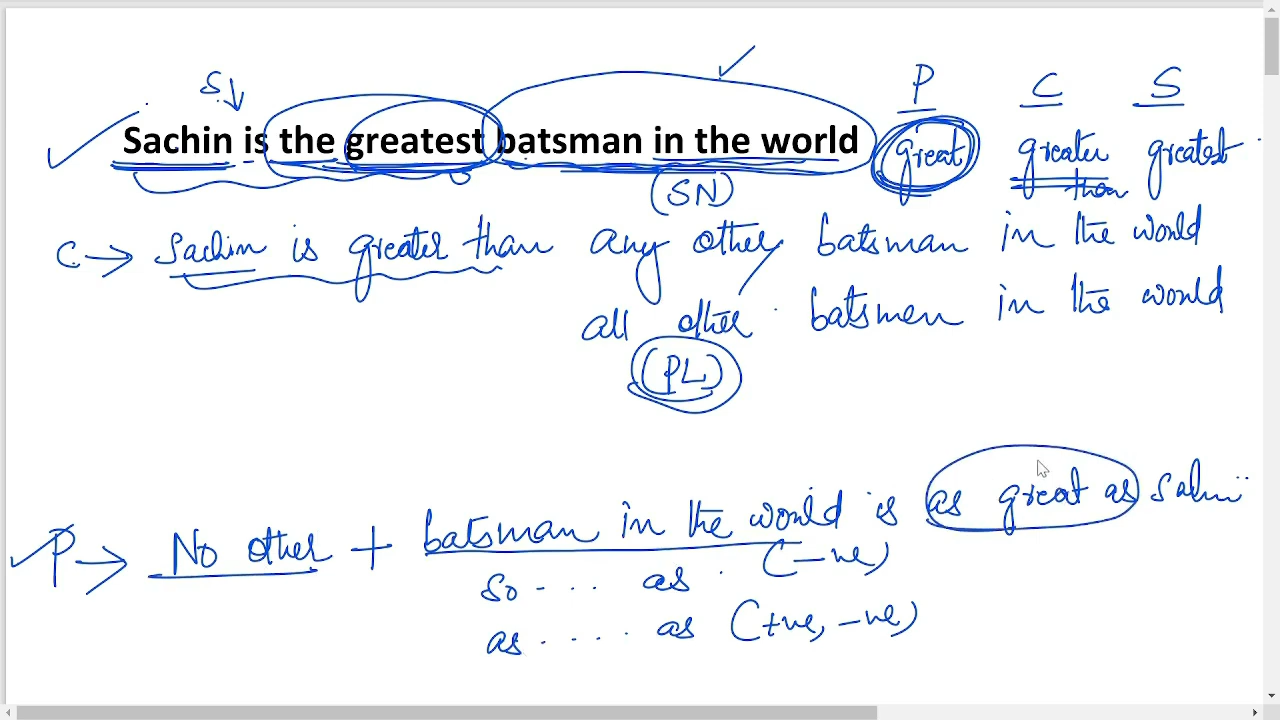 S
P C S
Sachin is the greatest batsman in the world
great greater greatest
than
(SN)
C → Sachin is greater than any other batsman in the world
all other batsmen in the world
(PL)
P → No other + batsman in the world is as great as Sachin
so .... as (-ve)
as ..... as (+ve, -ve)